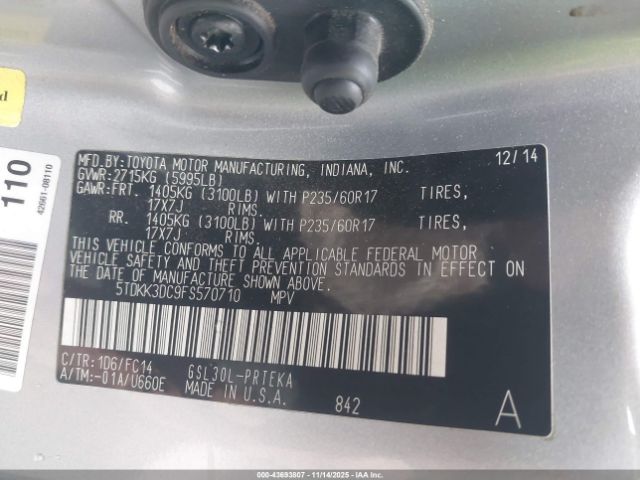 d
110
42661-08110
MFD.BY:TOYOTA MOTOR MANUFACTURING, INDIANA, INC. 12/14
GVWR:2715KG (5995LB)
GAWR:FRT. 1405KG (3100LB) WITH P235/60R17 TIRES,
17X7J RIMS.
RR. 1405KG (3100LB) WITH P235/60R17 TIRES,
17X7J RIMS.
THIS VEHICLE CONFORMS TO ALL APPLICABLE FEDERAL MOTOR
VEHICLE SAFETY AND THEFT PREVENTION STANDARDS IN EFFECT ON
THE DATE OF MANUFACTURE SHOWN ABOVE.
5TDKK3DC9FS570710 MPV
C/TR: 1D6/FC14 GSL30L-PRTEKA
A/TM:-01A/U660E MADE IN U.S.A. 842 A
000-43693607 - 11/14/2025 - IAAI.COM